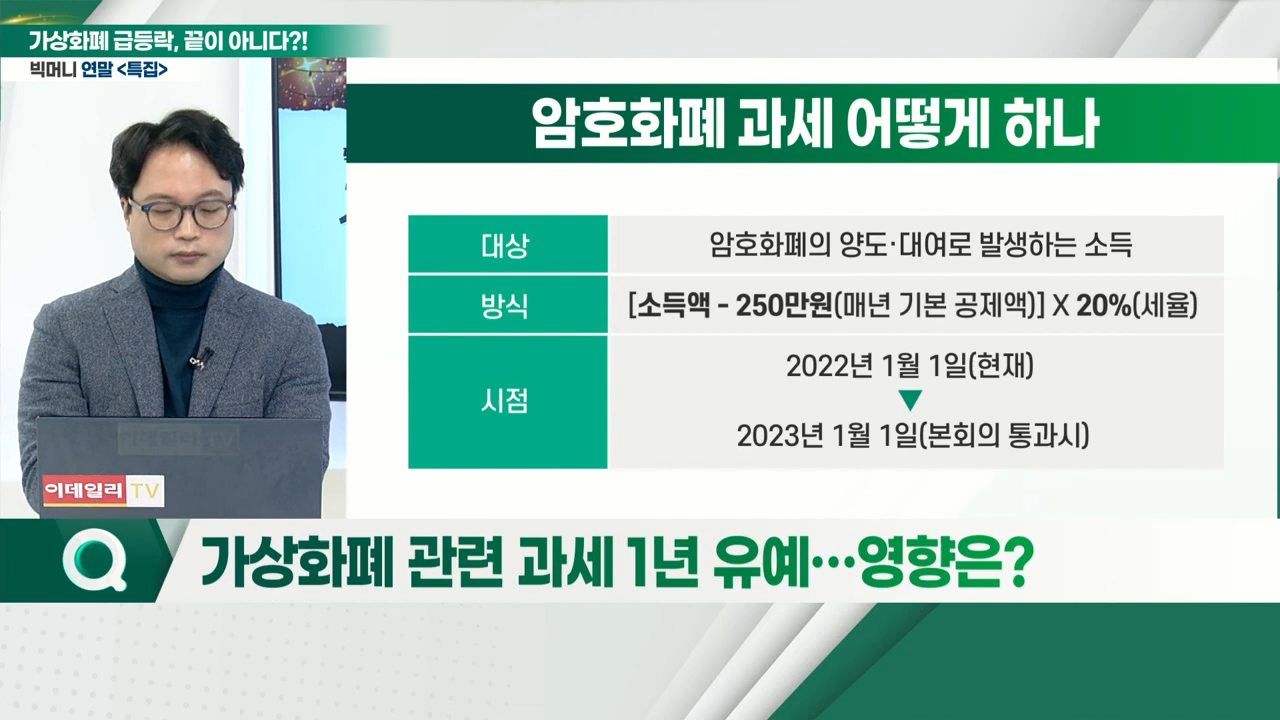 가상화폐 급등락, 끝이 아니다?!
빅머니 연말 <특집>
암호화폐 과세 어떻게 하나
대상
암호화폐의 양도·대여로 발생하는 소득
방식
[소득액 - 250만원(매년 기본 공제액)] X 20%(세율)
시점
2022년 1월 1일(현재)
▼
2023년 1월 1일(본회의 통과시)
이데일리 TV
이데일리 TV
Q
가상화폐 관련 과세 1년 유예…영향은?